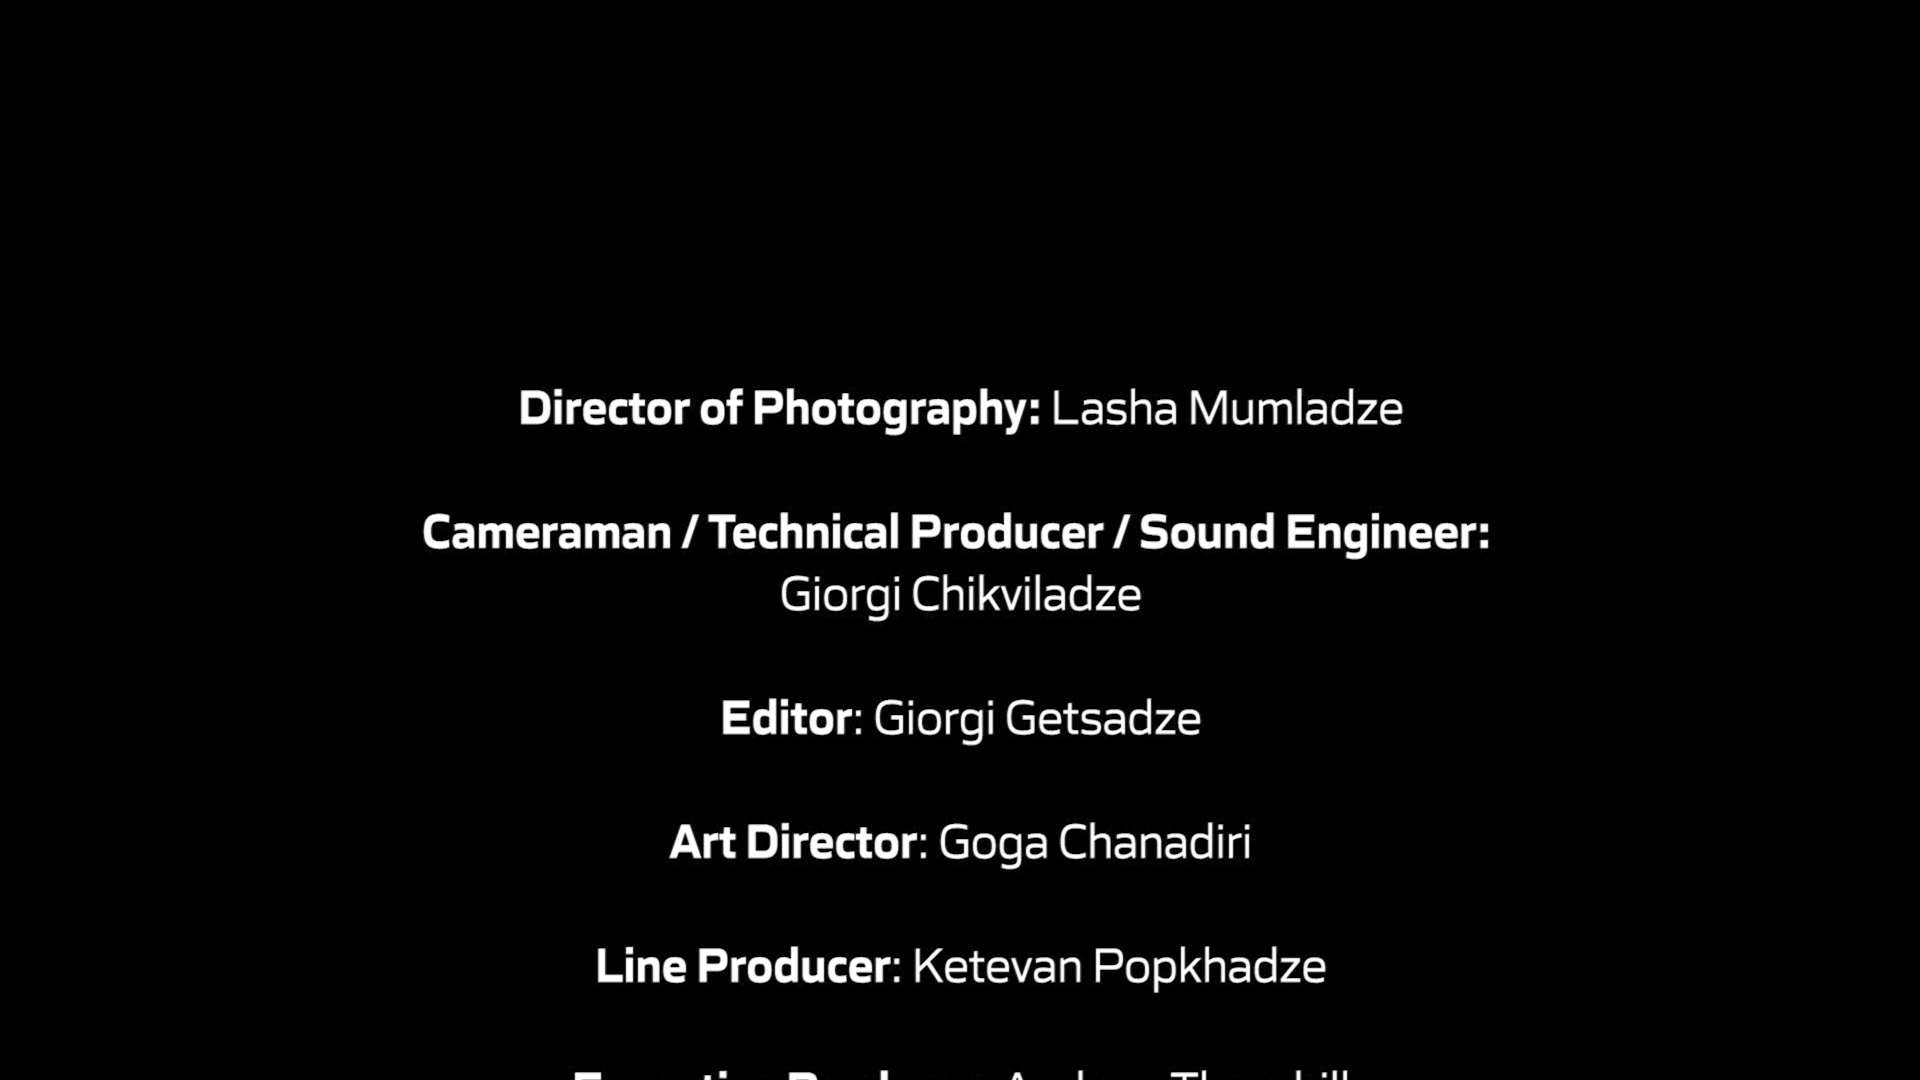 Director of Photography: Lasha Mumladze
Cameraman / Technical Producer / Sound Engineer:
Giorgi Chikviladze
Editor: Giorgi Getsadze
Art Director: Goga Chanadiri
Line Producer: Ketevan Popkhadze